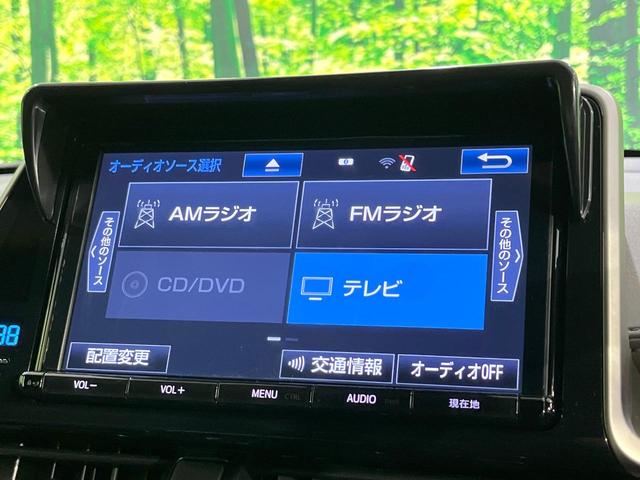 オーディオソース選択
AMラジオ
FMラジオ
その他のソース
その他のソース
CD/DVD
テレビ
配置変更
交通情報
オーディオOFF
VOL−
VOL+
MENU
AUDIO
現在地